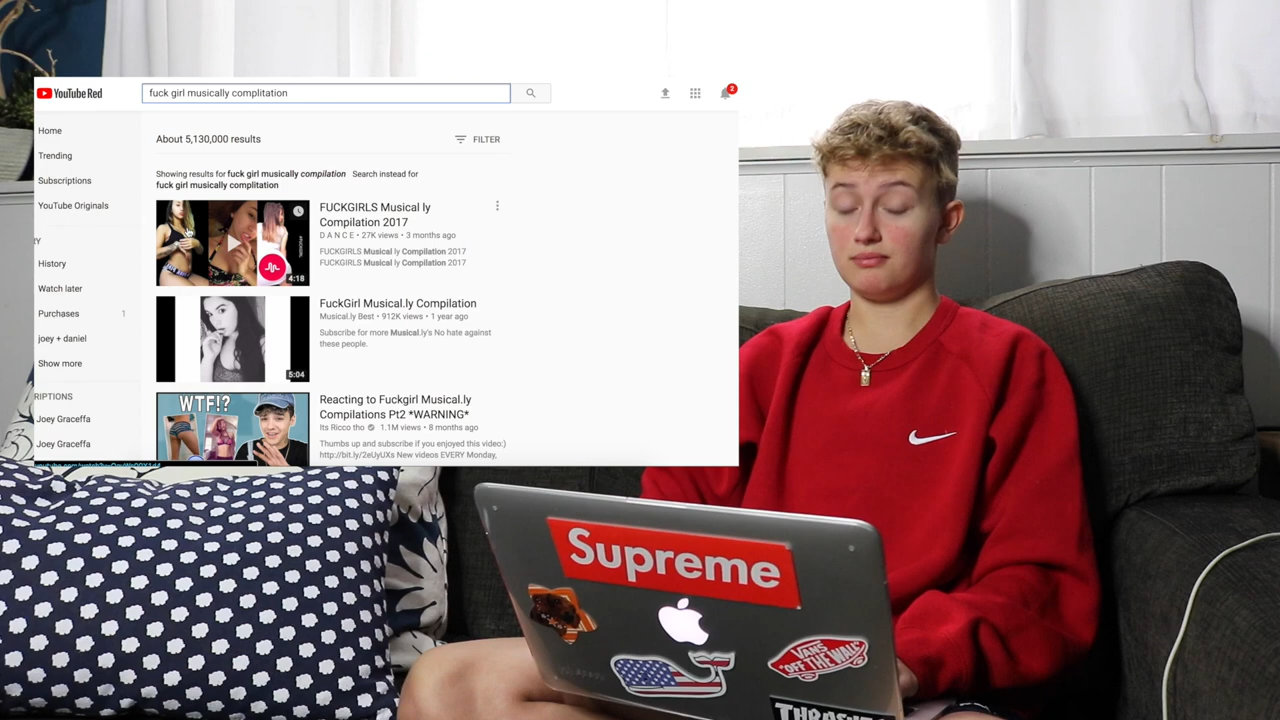 YouTube Red
fuck girl musically complitation
2
Home
Trending
Subscriptions
YouTube Originals
RY
History
Watch later
Purchases 1
joey + daniel
Show more
RIPTIONS
Joey Graceffa
Joey Graceffa
About 5,130,000 results
FILTER
Showing results for fuck girl musically compilation Search instead for
fuck girl musically complitation
4:18
FUCKGIRLS Musical ly
Compilation 2017
D A N C E • 27K views • 3 months ago
FUCKGIRLS Musical ly Compilation 2017
FUCKGIRLS Musical ly Compilation 2017
5:04
FuckGirl Musical.ly Compilation
Musical.ly Best • 912K views • 1 year ago
Subscribe for more Musical.ly's No hate against
these people.
WTF!?
Reacting to Fuckgirl Musical.ly
Compilations Pt2 *WARNING*
Its Ricco tho • 1.1M views • 8 months ago
Thumbs up and subscribe if you enjoyed this video:)
http://bit.ly/2eUyUXs New videos EVERY Monday,
Supreme
VANS
"OFF THE WALL"
THRASHER